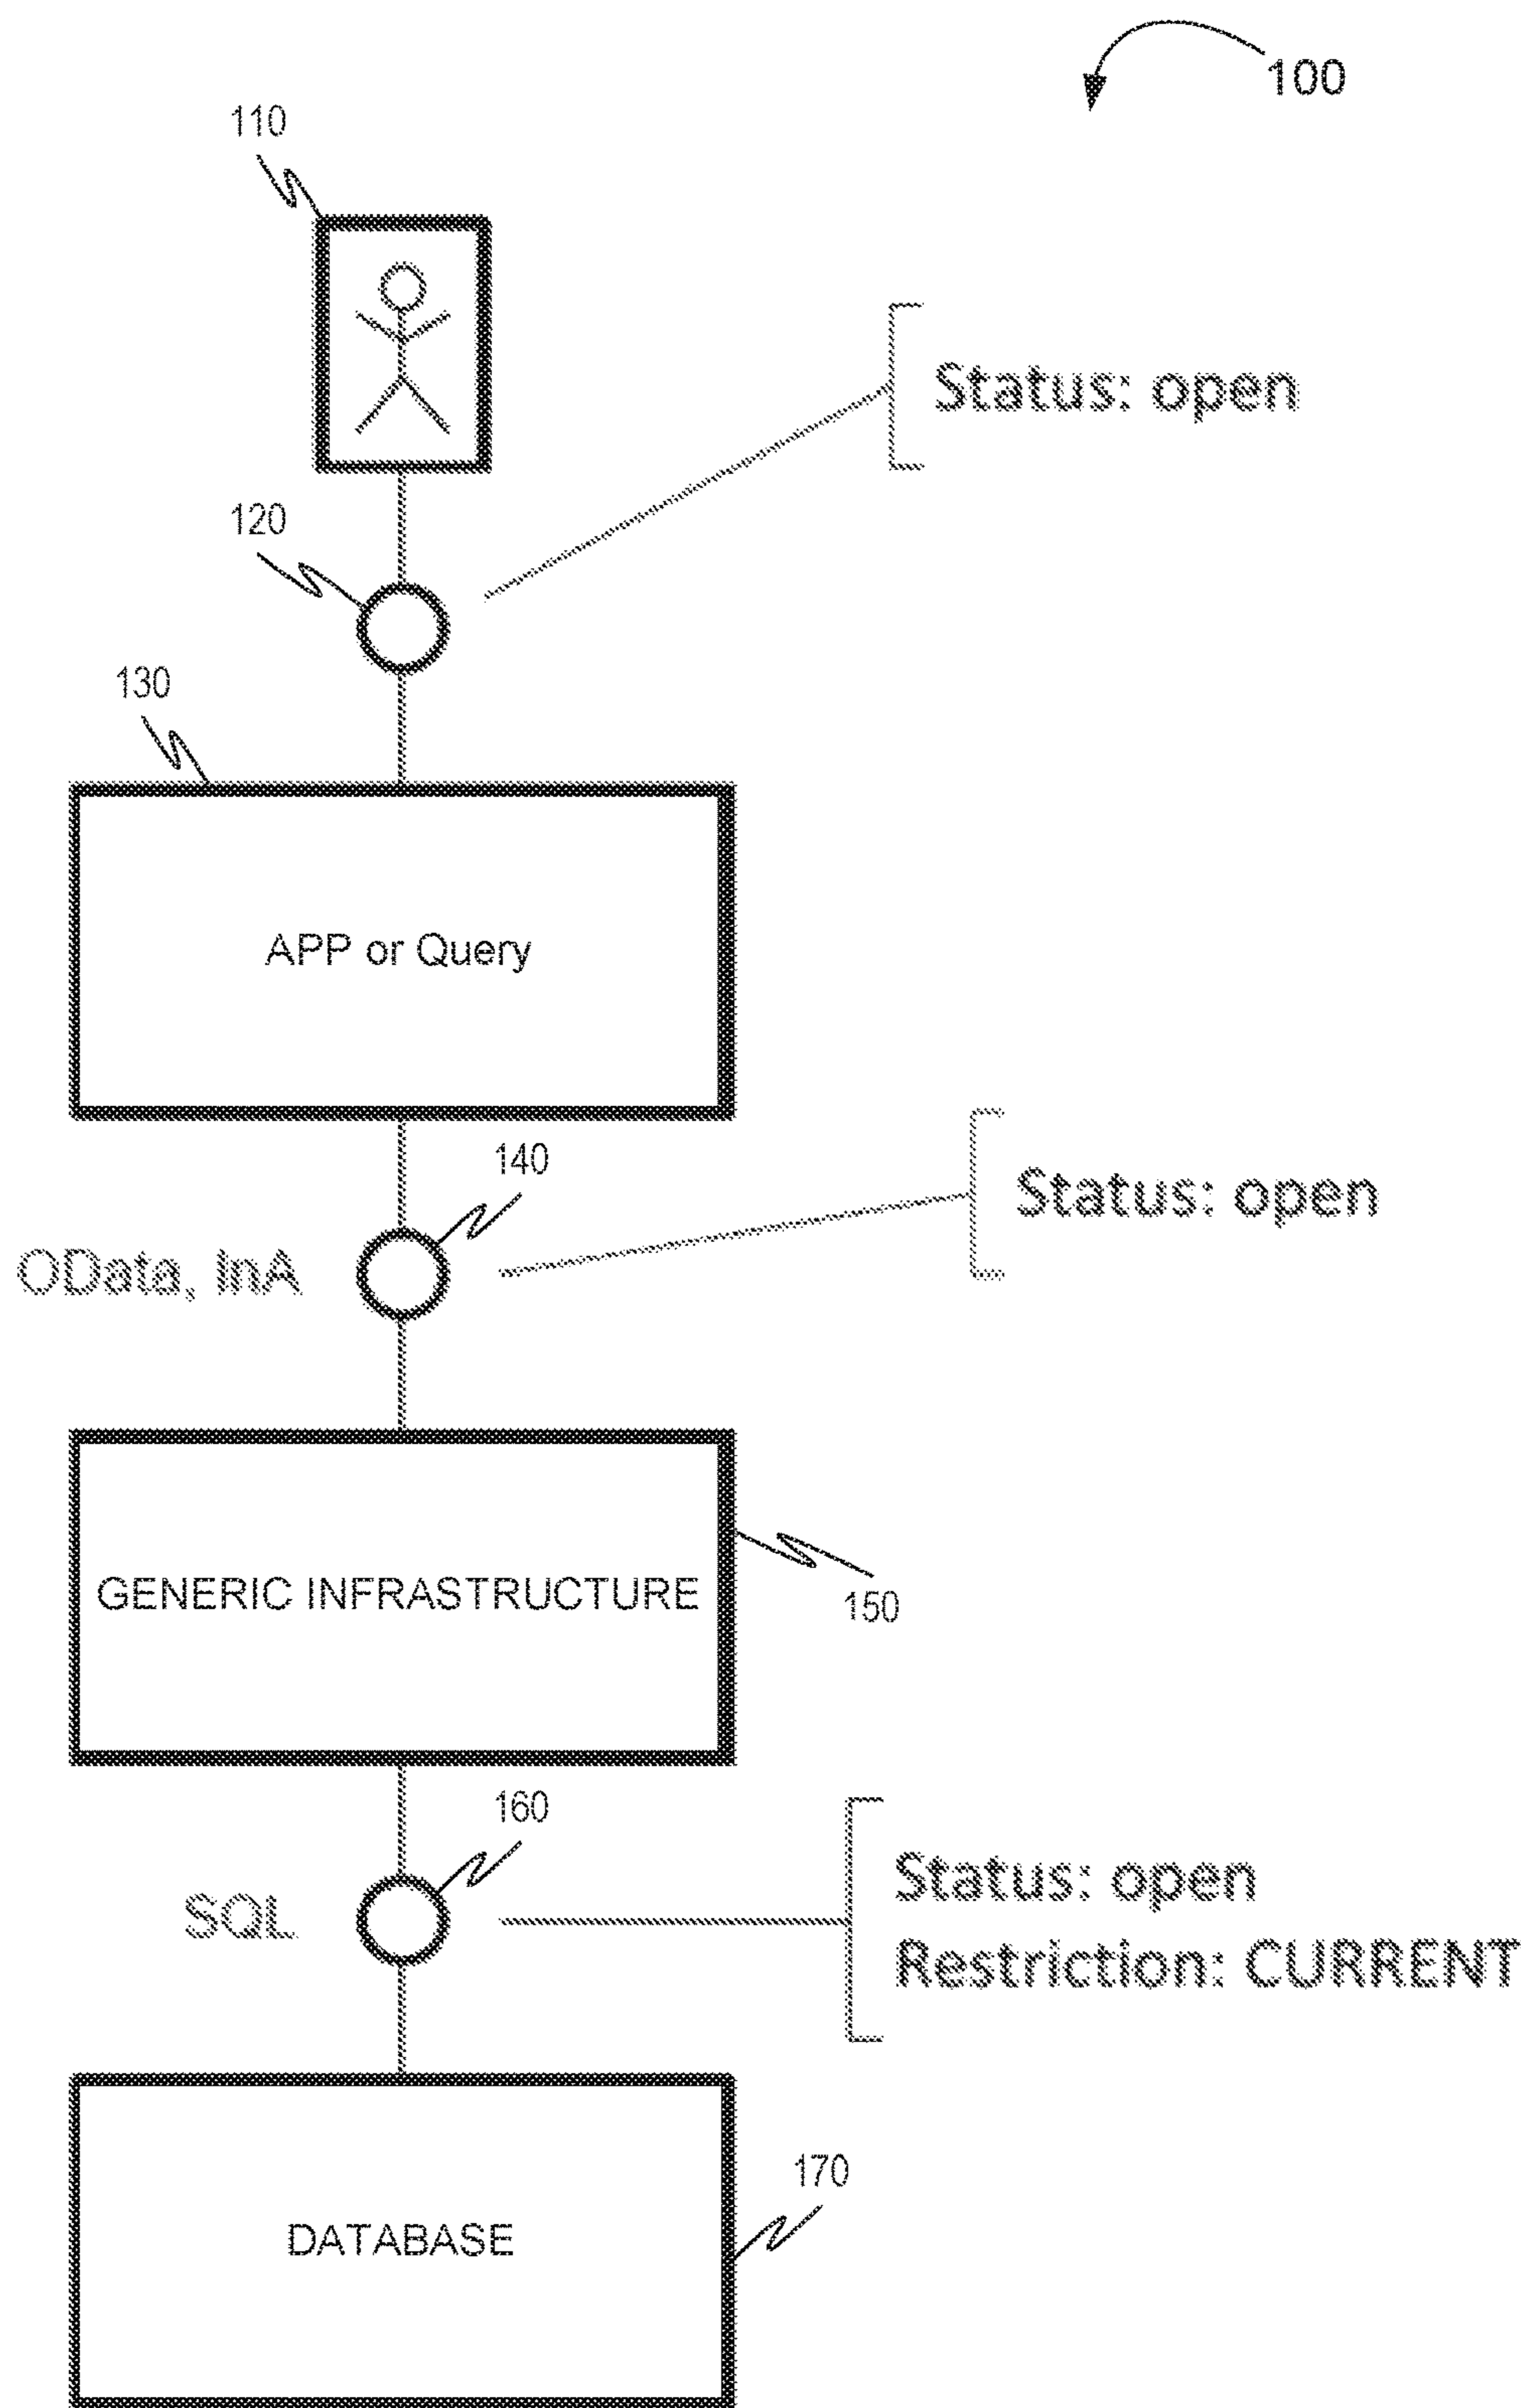 100
110
Status: open
120
130
APP or Query
140
Status: open
OData, InA
GENERIC INFRASTRUCTURE
150
160
Status: open
SQL
Restriction: CURRENT
170
DATABASE